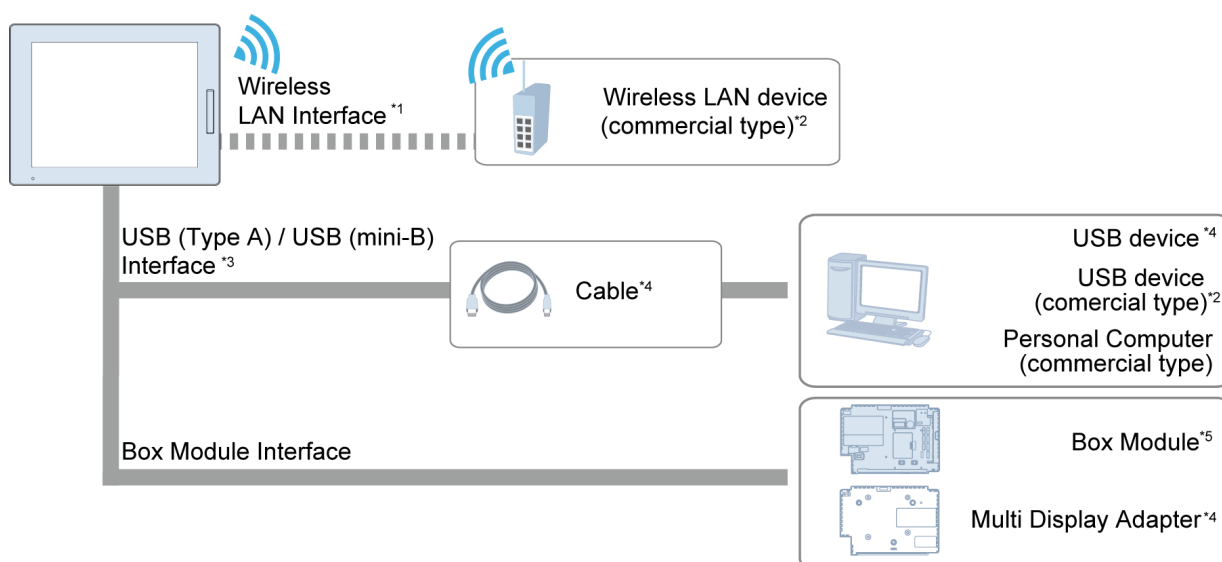 Wireless
LAN Interface *1
Wireless LAN device
(commercial type)*2
USB (Type A) / USB (mini-B)
Interface *3
Cable*4
USB device *4
USB device
(comercial type)*2
Personal Computer
(commercial type)
Box Module Interface
Box Module*5
Multi Display Adapter*4